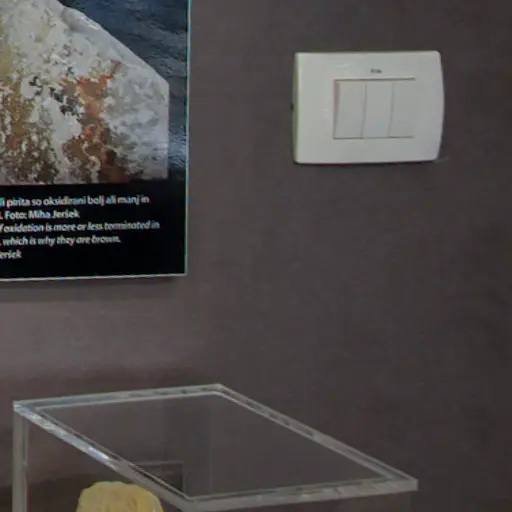 li pirita so oksidirani bolj ali manj in
. Foto: Miha Jeršek
f oxidation is more or less terminated in
, which is why they are brown.
eršek